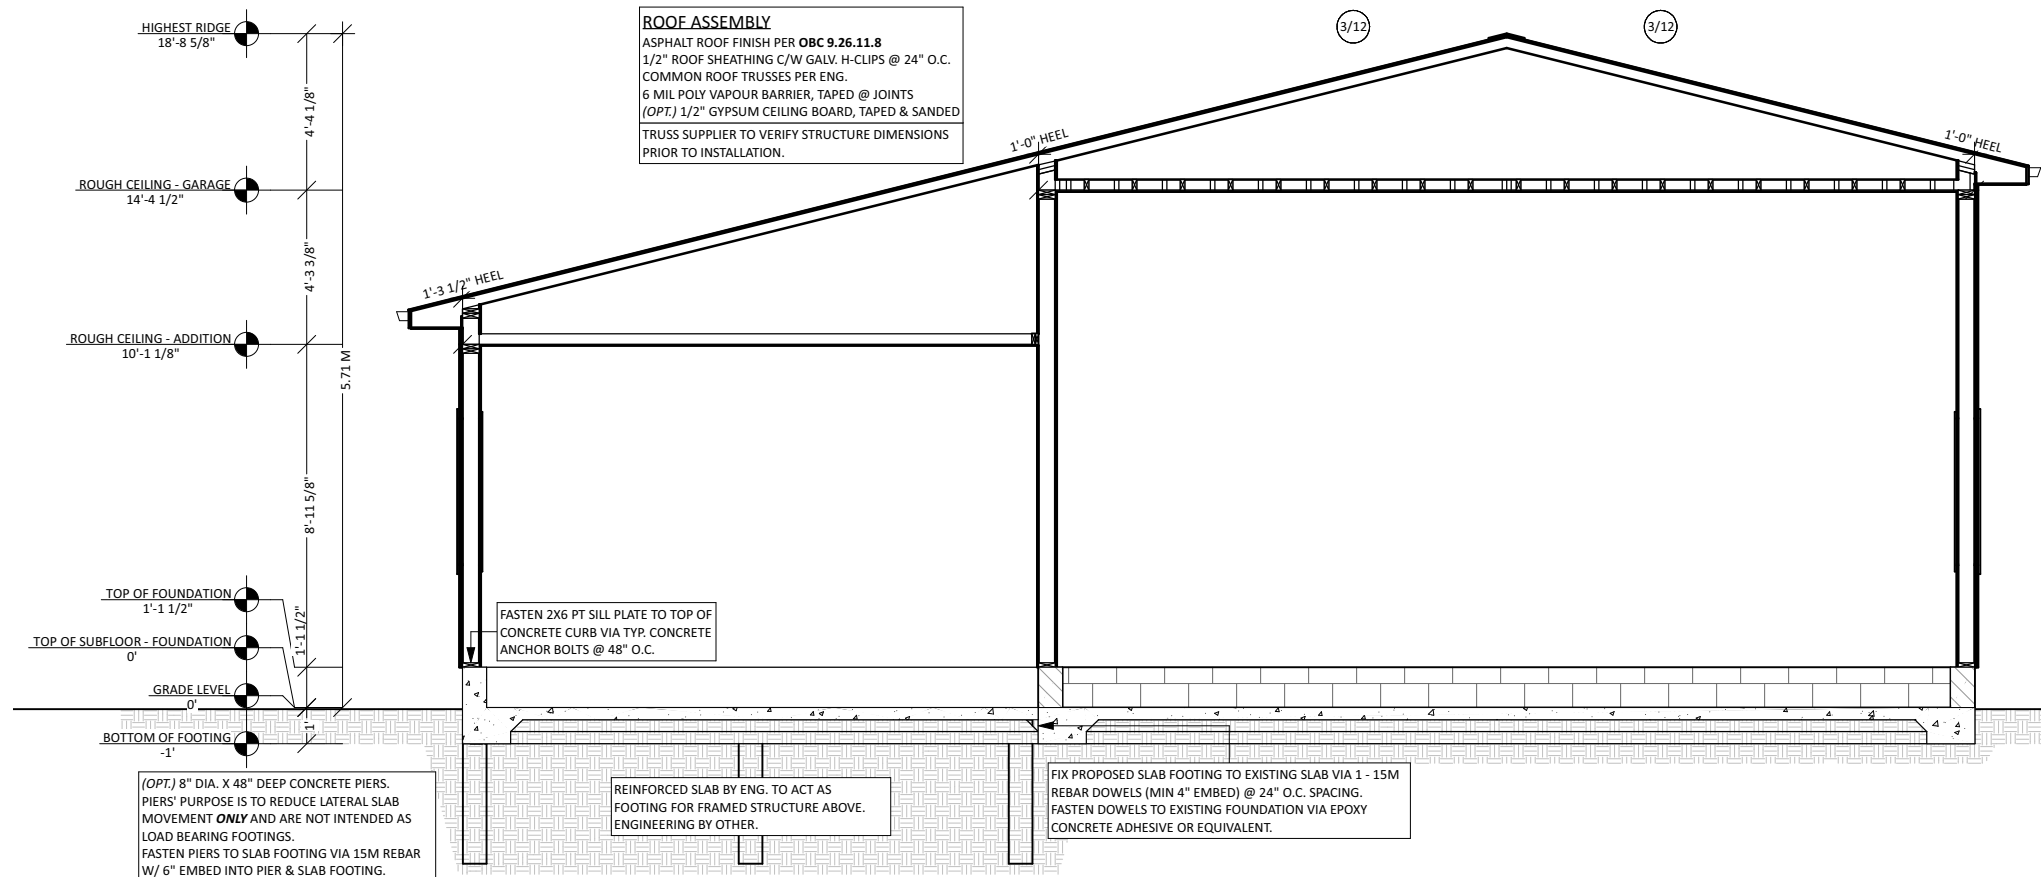 HIGHEST RIDGE
18'-8 5/8"
ROUGH CEILING - GARAGE
14'-4 1/2"
ROUGH CEILING - ADDITION
10'-1 1/8"
TOP OF FOUNDATION
1'-1 1/2"
TOP OF SUBFLOOR - FOUNDATION
0'
GRADE LEVEL
0'
BOTTOM OF FOOTING
-1'
4'-4 1/8"
4'-3 3/8"
8'-11 5/8"
1'-1 1/2"
1'
5.71 M
ROOF ASSEMBLY
ASPHALT ROOF FINISH PER OBC 9.26.11.8
1/2" ROOF SHEATHING C/W GALV. H-CLIPS @ 24" O.C.
COMMON ROOF TRUSSES PER ENG.
6 MIL POLY VAPOUR BARRIER, TAPED @ JOINTS
(OPT.) 1/2" GYPSUM CEILING BOARD, TAPED & SANDED
TRUSS SUPPLIER TO VERIFY STRUCTURE DIMENSIONS
PRIOR TO INSTALLATION.
3/12
3/12
1'-3 1/2" HEEL
1'-0" HEEL
1'-0" HEEL
FASTEN 2X6 PT SILL PLATE TO TOP OF
CONCRETE CURB VIA TYP. CONCRETE
ANCHOR BOLTS @ 48" O.C.
(OPT.) 8" DIA. X 48" DEEP CONCRETE PIERS.
PIERS' PURPOSE IS TO REDUCE LATERAL SLAB
MOVEMENT ONLY AND ARE NOT INTENDED AS
LOAD BEARING FOOTINGS.
FASTEN PIERS TO SLAB FOOTING VIA 15M REBAR
W/ 6" EMBED INTO PIER & SLAB FOOTING.
REINFORCED SLAB BY ENG. TO ACT AS
FOOTING FOR FRAMED STRUCTURE ABOVE.
ENGINEERING BY OTHER.
FIX PROPOSED SLAB FOOTING TO EXISTING SLAB VIA 1 - 15M
REBAR DOWELS (MIN 4" EMBED) @ 24" O.C. SPACING.
FASTEN DOWELS TO EXISTING FOUNDATION VIA EPOXY
CONCRETE ADHESIVE OR EQUIVALENT.